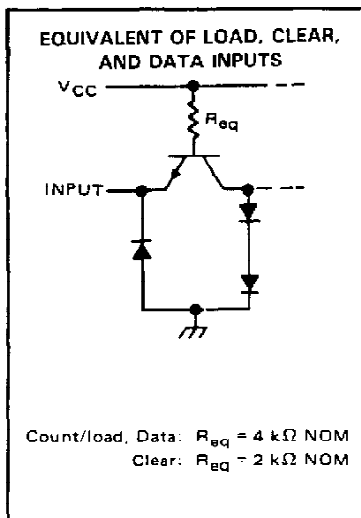 EQUIVALENT OF LOAD, CLEAR,
AND DATA INPUTS
VCC
Req
INPUT
Count/load, Data: Req = 4 kΩ NOM
Clear: Req = 2 kΩ NOM